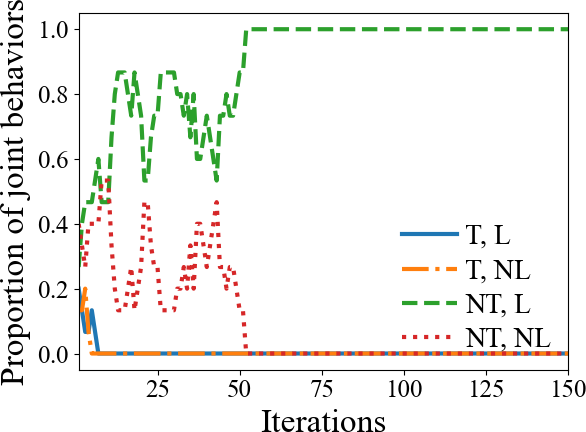 Proportion of joint behaviors
1.0
0.8
0.6
0.4
0.2
0.0
T, L
T, NL
NT, L
NT, NL
25
50
75
100
125
150
Iterations